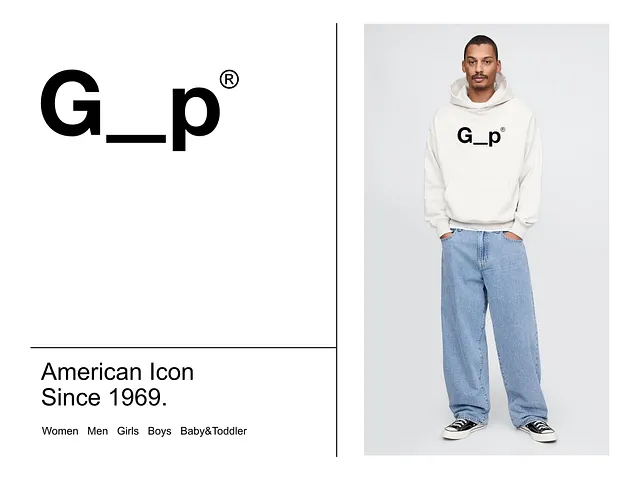 G_p®
American Icon
Since 1969.
Women Men Girls Boys Baby&Toddler
G_p®